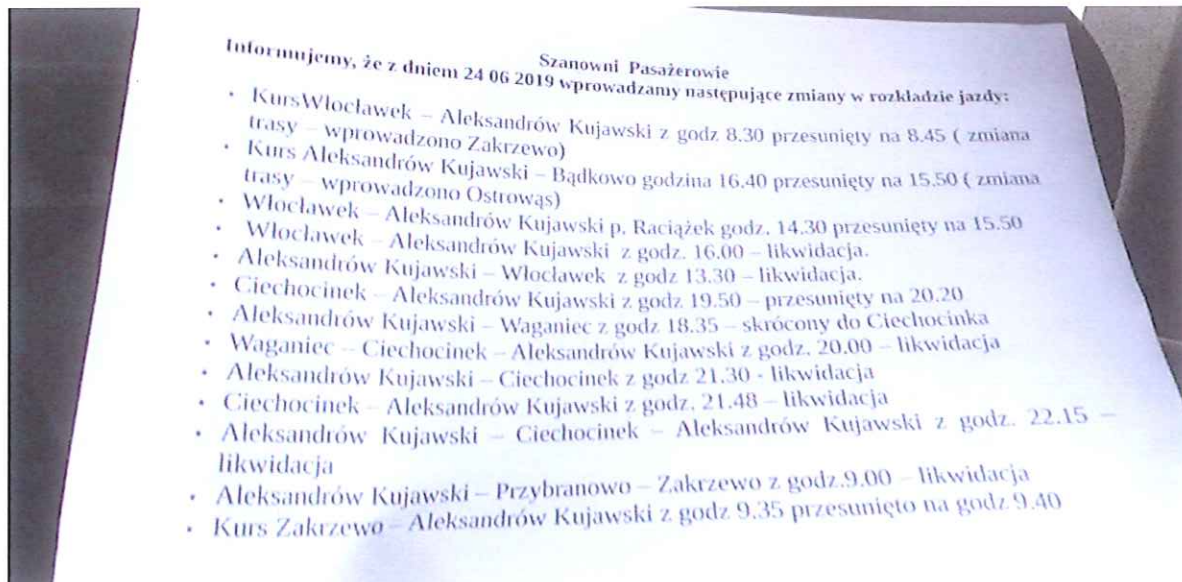 Szanowni Pasażerowie
Informujemy, że z dniem 24 06 2019 wprowadzamy następujące zmiany w rozkładzie jazdy:
• KursWłocławek – Aleksandrów Kujawski z godz 8.30 przesunięty na 8.45 ( zmiana
trasy – wprowadzono Zakrzewo)
• Kurs Aleksandrów Kujawski – Bądkowo godzina 16.40 przesunięty na 15.50 ( zmiana
trasy – wprowadzono Ostrowąs)
• Włocławek – Aleksandrów Kujawski p. Raciążek godz. 14.30 przesunięty na 15.50
• Włocławek – Aleksandrów Kujawski z godz. 16.00 – likwidacja.
• Aleksandrów Kujawski – Włocławek z godz 13.30 – likwidacja.
• Ciechocinek – Aleksandrów Kujawski z godz 19.50 – przesunięty na 20.20
• Aleksandrów Kujawski – Waganiec z godz 18.35 – skrócony do Ciechocinka
• Waganiec – Ciechocinek – Aleksandrów Kujawski z godz. 20.00 – likwidacja
• Aleksandrów Kujawski – Ciechocinek z godz 21.30 - likwidacja
• Ciechocinek – Aleksandrów Kujawski z godz. 21.48 – likwidacja
• Aleksandrów Kujawski – Ciechocinek – Aleksandrów Kujawski z godz. 22.15 –
likwidacja
• Aleksandrów Kujawski – Przybranowo – Zakrzewo z godz.9.00 – likwidacja
• Kurs Zakrzewo – Aleksandrów Kujawski z godz 9.35 przesunięto na godz 9.40